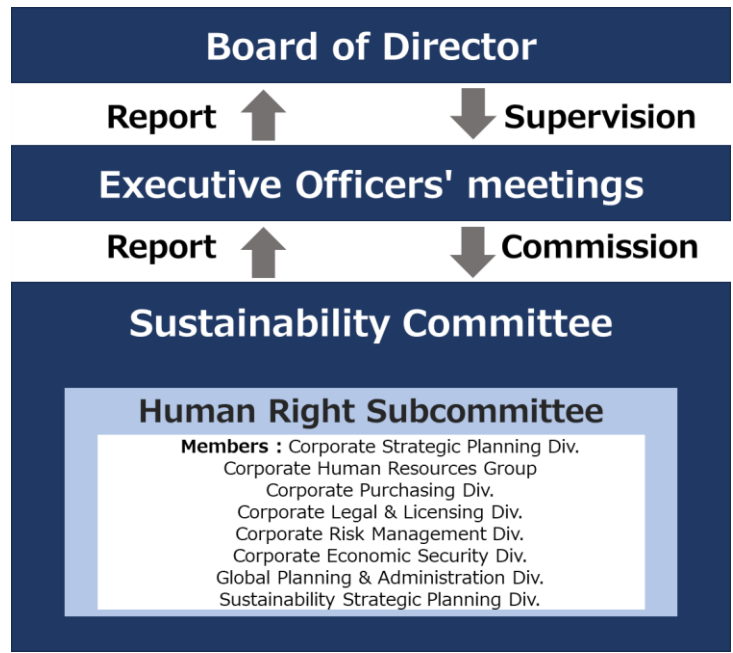 Board of Director
Report Supervision
Executive Officers' meetings
Report Commission
Sustainability Committee
Human Right Subcommittee
Members : Corporate Strategic Planning Div.
Corporate Human Resources Group
Corporate Purchasing Div.
Corporate Legal & Licensing Div.
Corporate Risk Management Div.
Corporate Economic Security Div.
Global Planning & Administration Div.
Sustainability Strategic Planning Div.